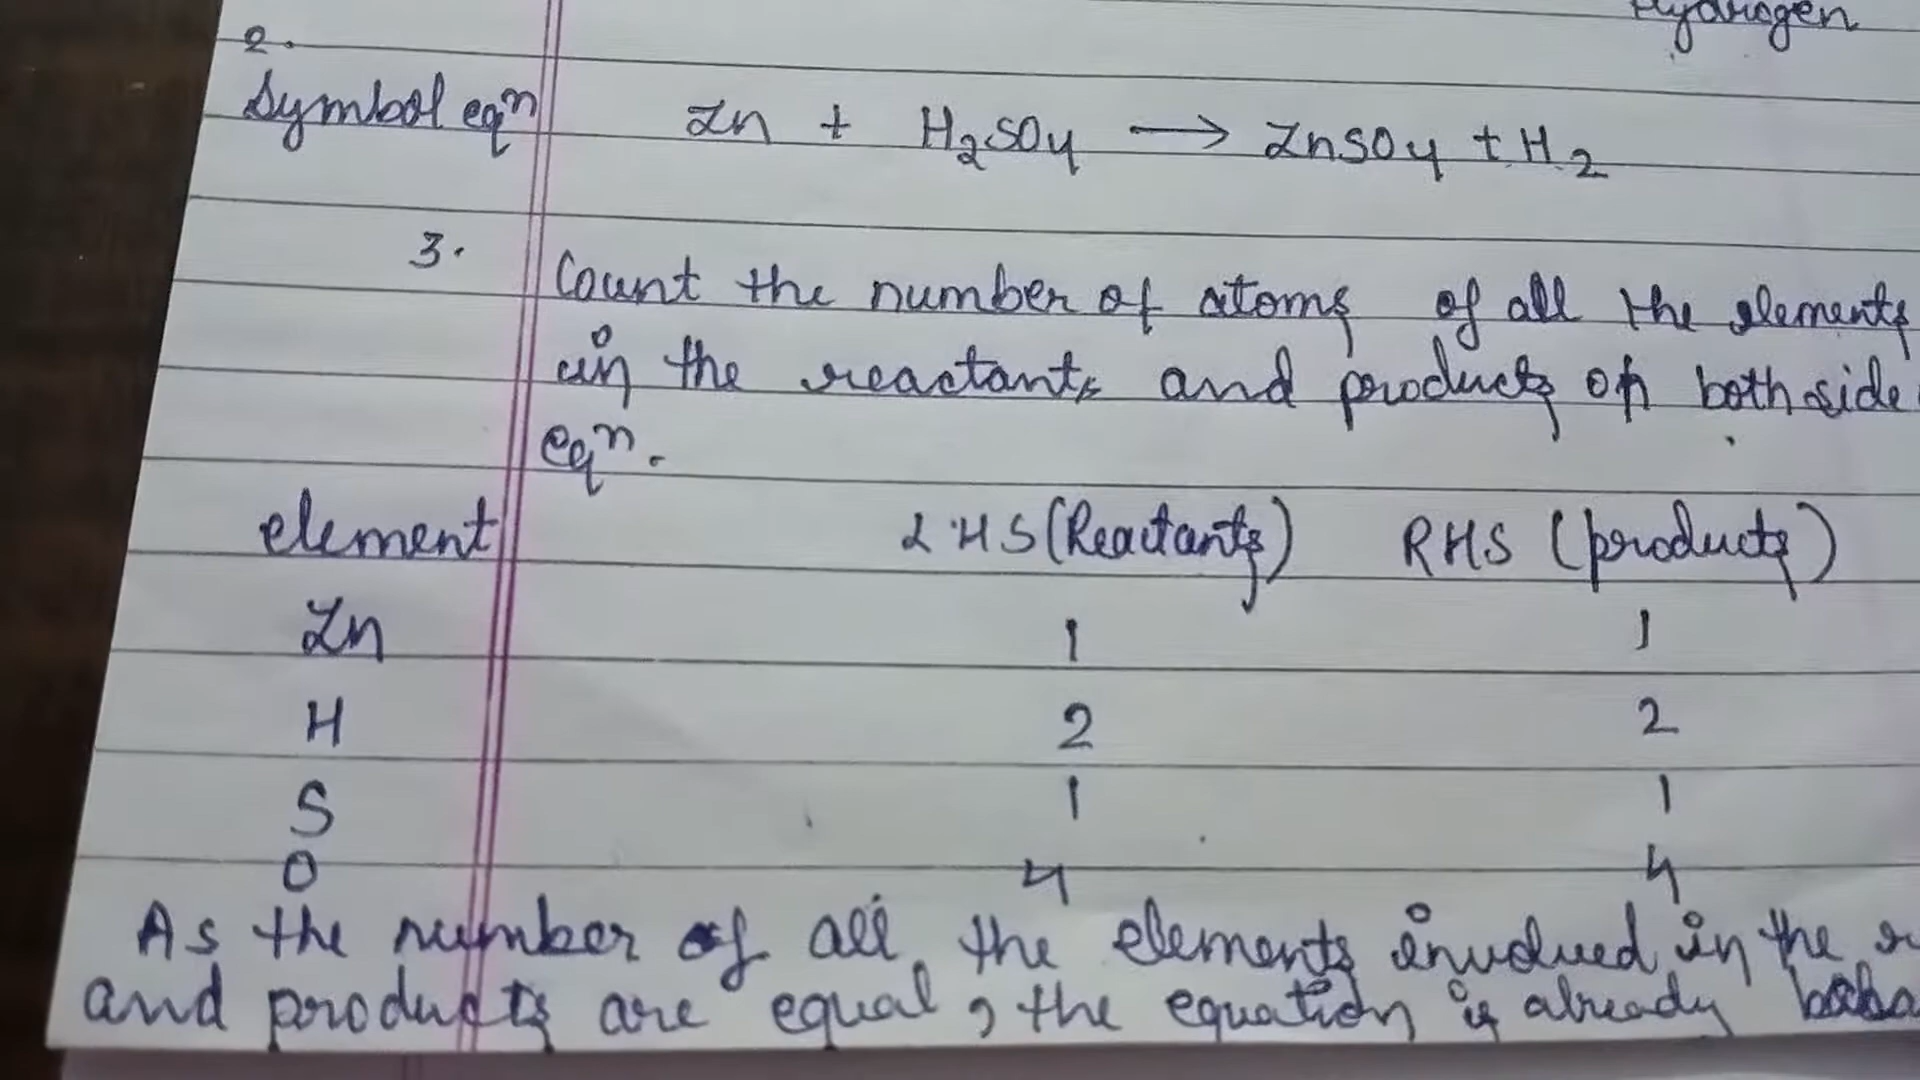 Hydrogen
2.
Symbol eqⁿ Zn + H₂SO₄ → ZnSO₄ + H₂
3. Count the number of atoms of all the elements
in the reactants and products on both side
eqⁿ.
element LHS (Reactants) RHS (products)
Zn 1 1
H 2 2
S 1 1
O 4 4
As the number of all the elements involved in the
and products are equal, the equation is already